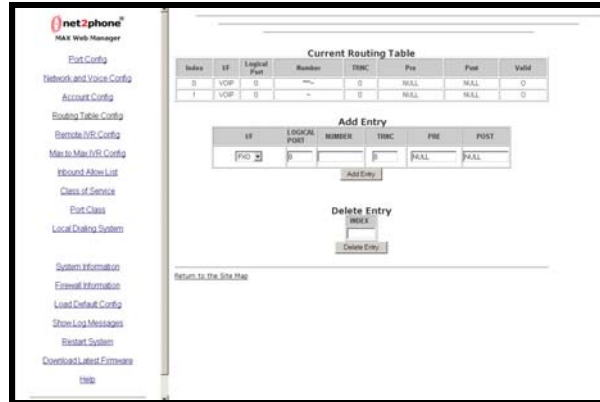 net2phone
MAX Web Manager
Port Config
Network and Voice Config
Account Config
Routing Table Config
Remote IVR Config
Max to Max IVR Config
Inbound Allow List
Class of Service
Port Class
Local Dialing System
System Information
Firewall Information
Load Default Config
Show Log Messages
Restart System
Download Latest Firmware
Help
Current Routing Table
Index I/F Logical Port Number TRNC Pre Post Valid
0 VOIP 0 0 NULL NULL O
1 VOIP 0 0 NULL NULL O
Add Entry
I/F LOGICAL PORT NUMBER TRNC PRE POST
FXO 0 0 NULL NULL
Add Entry
Delete Entry
INDEX
Delete Entry
Return to the Site Map